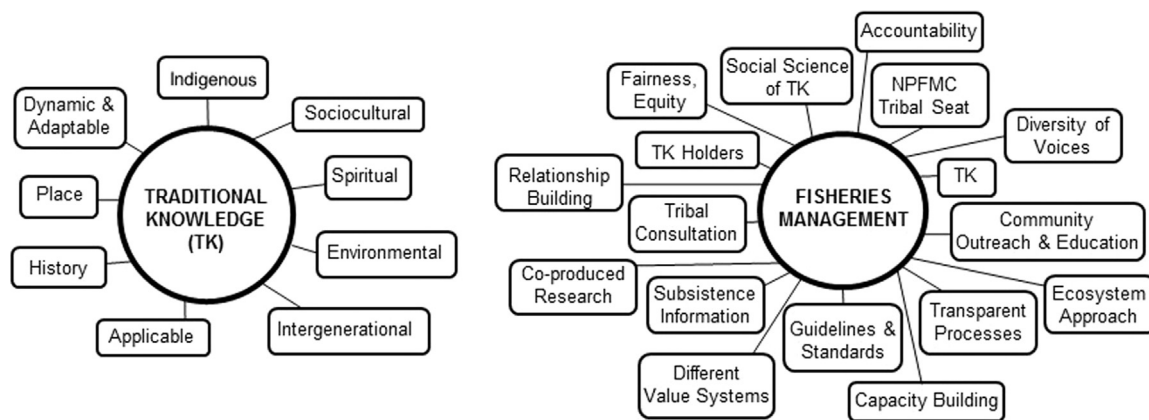 Indigenous
Dynamic &
Adaptable
Sociocultural
Place
Spiritual
TRADITIONAL
KNOWLEDGE
(TK)
History
Environmental
Applicable
Intergenerational
Accountability
Social Science
of TK
Fairness,
Equity
NPFMC
Tribal Seat
Diversity of
Voices
TK Holders
Relationship
Building
TK
FISHERIES
MANAGEMENT
Tribal
Consultation
Community
Outreach & Education
Co-produced
Research
Subsistence
Information
Guidelines &
Standards
Transparent
Processes
Ecosystem
Approach
Different
Value Systems
Capacity Building